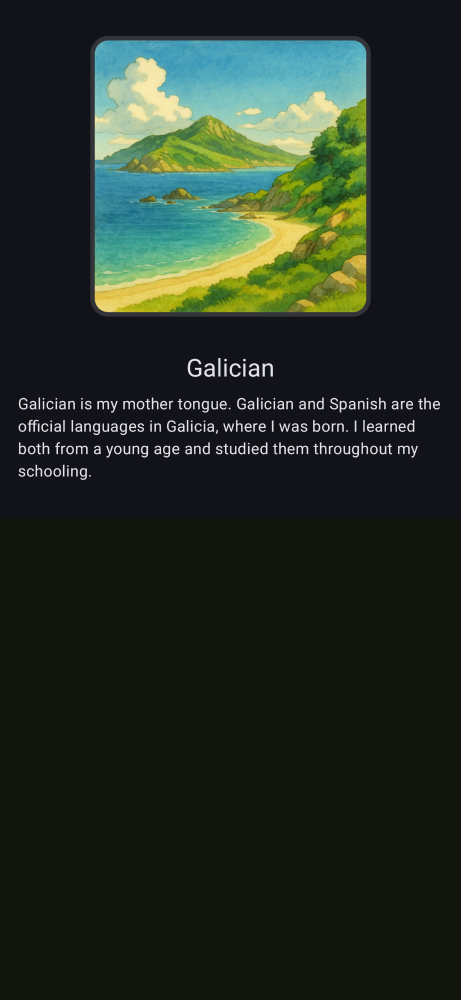 Galician
Galician is my mother tongue. Galician and Spanish are the
official languages in Galicia, where I was born. I learned
both from a young age and studied them throughout my
schooling.